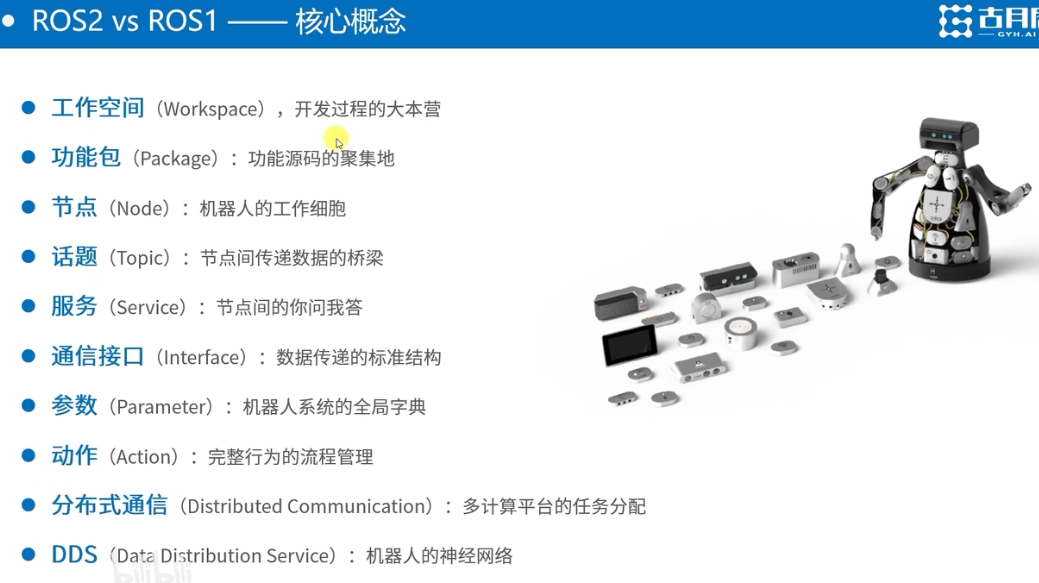 ROS2 vs ROS1 —— 核心概念
古月居
GYH.AI
工作空间（Workspace），开发过程的大本营
功能包（Package）：功能源码的聚集地
节点（Node）：机器人的工作细胞
话题（Topic）：节点间传递数据的桥梁
服务（Service）：节点间的你问我答
通信接口（Interface）：数据传递的标准结构
参数（Parameter）：机器人系统的全局字典
动作（Action）：完整行为的流程管理
分布式通信（Distributed Communication）：多计算平台的任务分配
DDS（Data Distribution Service）：机器人的神经网络
bilibili